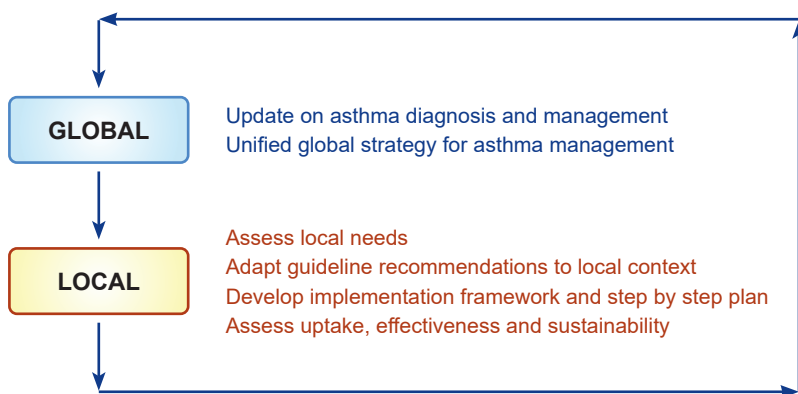 GLOBAL
Update on asthma diagnosis and management
Unified global strategy for asthma management
LOCAL
Assess local needs
Adapt guideline recommendations to local context
Develop implementation framework and step by step plan
Assess uptake, effectiveness and sustainability